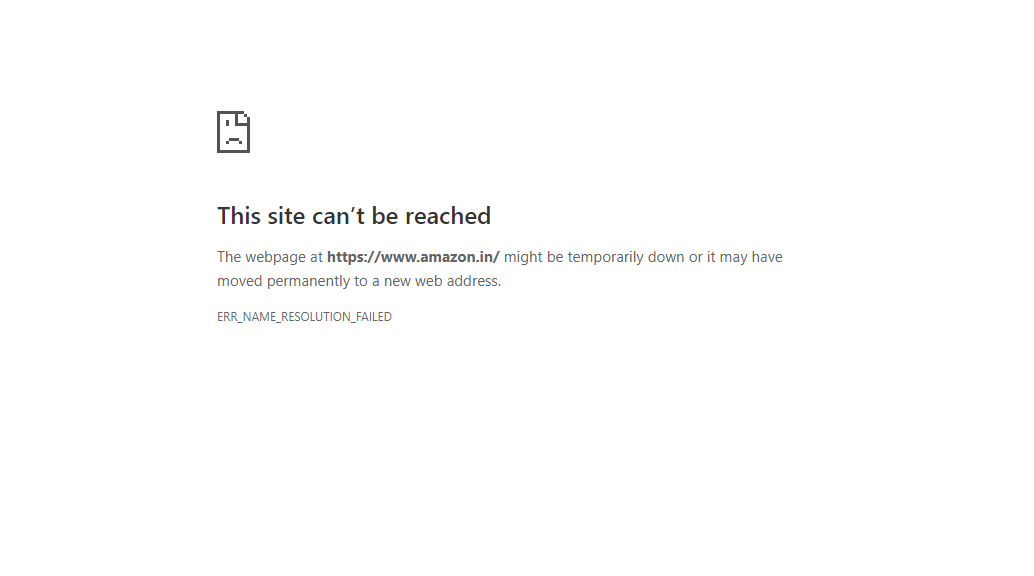 This site can’t be reached
The webpage at https://www.amazon.in/ might be temporarily down or it may have
moved permanently to a new web address.
ERR_NAME_RESOLUTION_FAILED